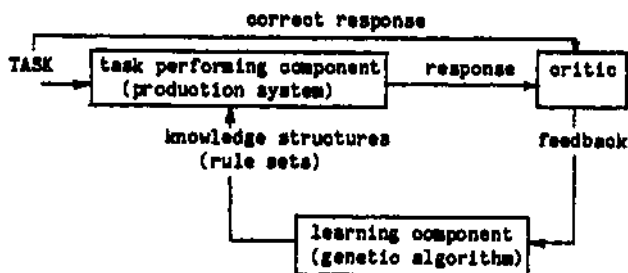 correct response
TASK
task performing component
(production system)
response
critic
knowledge structures
(rule sets)
feedback
learning component
(genetic algorithm)